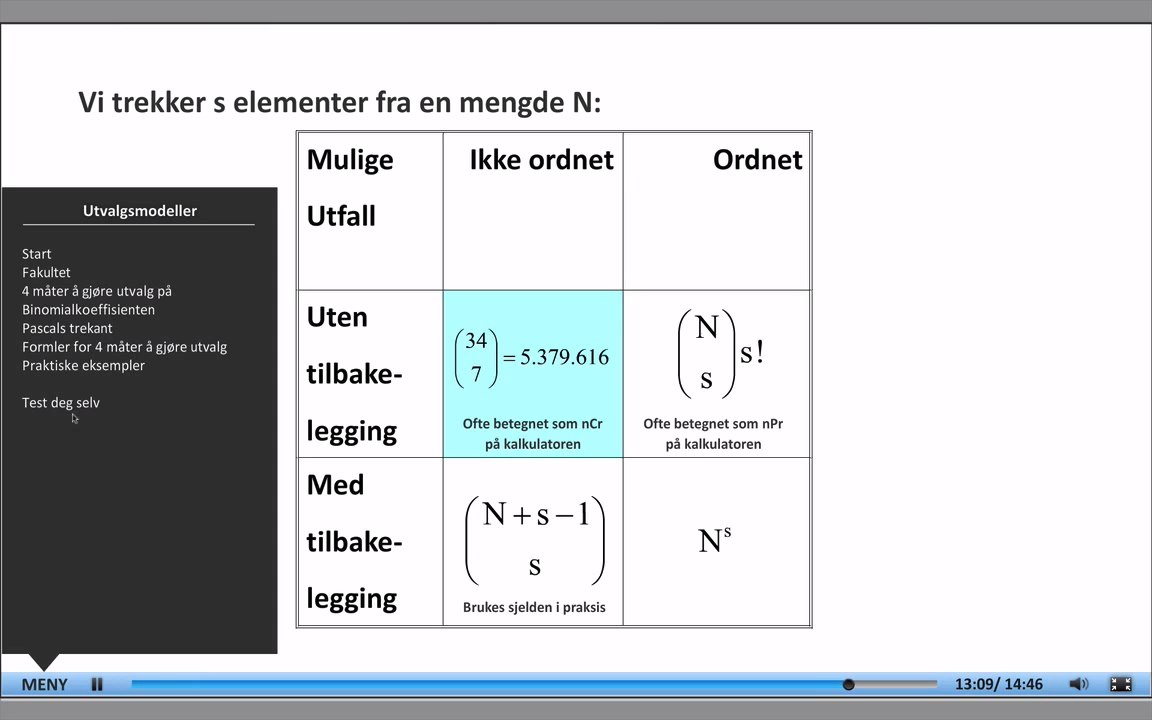 Vi trekker s elementer fra en mengde N:
Utvalgsmodeller
Start
Fakultet
4 måter å gjøre utvalg på
Binomialkoeffisienten
Pascals trekant
Formler for 4 måter å gjøre utvalg
Praktiske eksempler
Test deg selv
Mulige
Utfall
Ikke ordnet
Ordnet
Uten
tilbake-
legging
(34
7) = 5.379.616
Ofte betegnet som nCr
på kalkulatoren
(N
s) s!
Ofte betegnet som nPr
på kalkulatoren
Med
tilbake-
legging
(N + s − 1
s)
Brukes sjelden i praksis
Nˢ
MENY
13:09/ 14:46